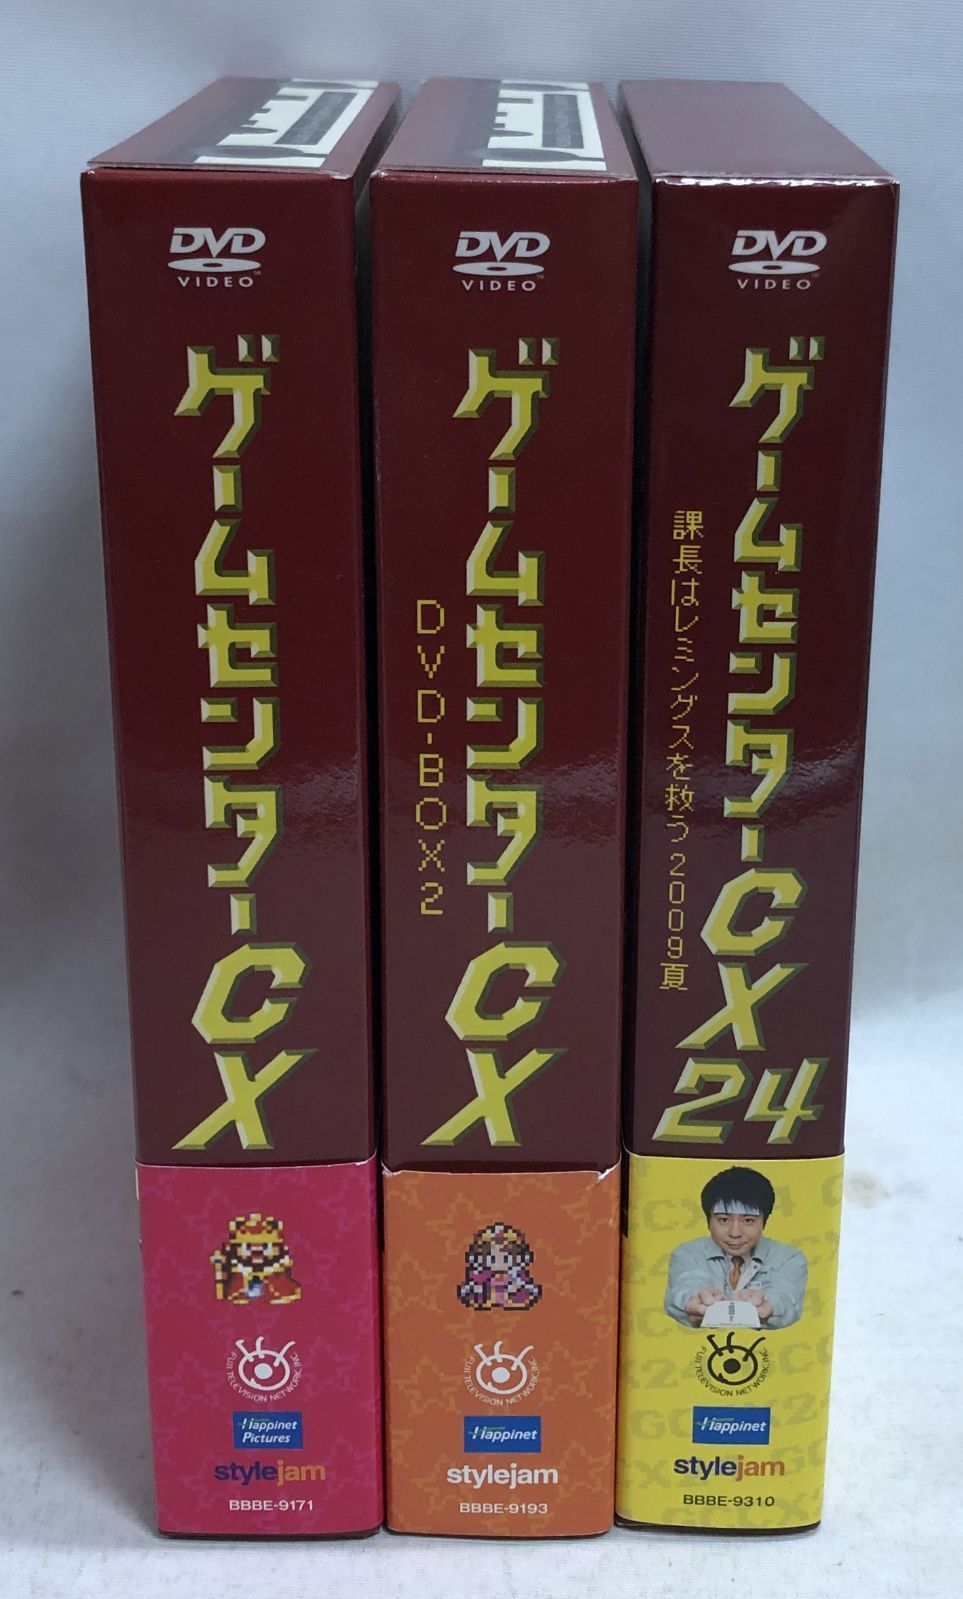 DVD
VIDEO
ゲームセンターCX
FUJI TELEVISION NETWORK, INC
Happinet
Pictures
stylejam
BBBE-9171
DVD
VIDEO
ゲームセンターCX
DVD-BOX2
FUJI TELEVISION NETWORK, INC
Happinet
stylejam
BBBE-9193
DVD
VIDEO
ゲームセンターCX
24
課長はレミングスを救う2009夏
FUJI TELEVISION NETWORK, INC
Happinet
stylejam
BBBE-9310